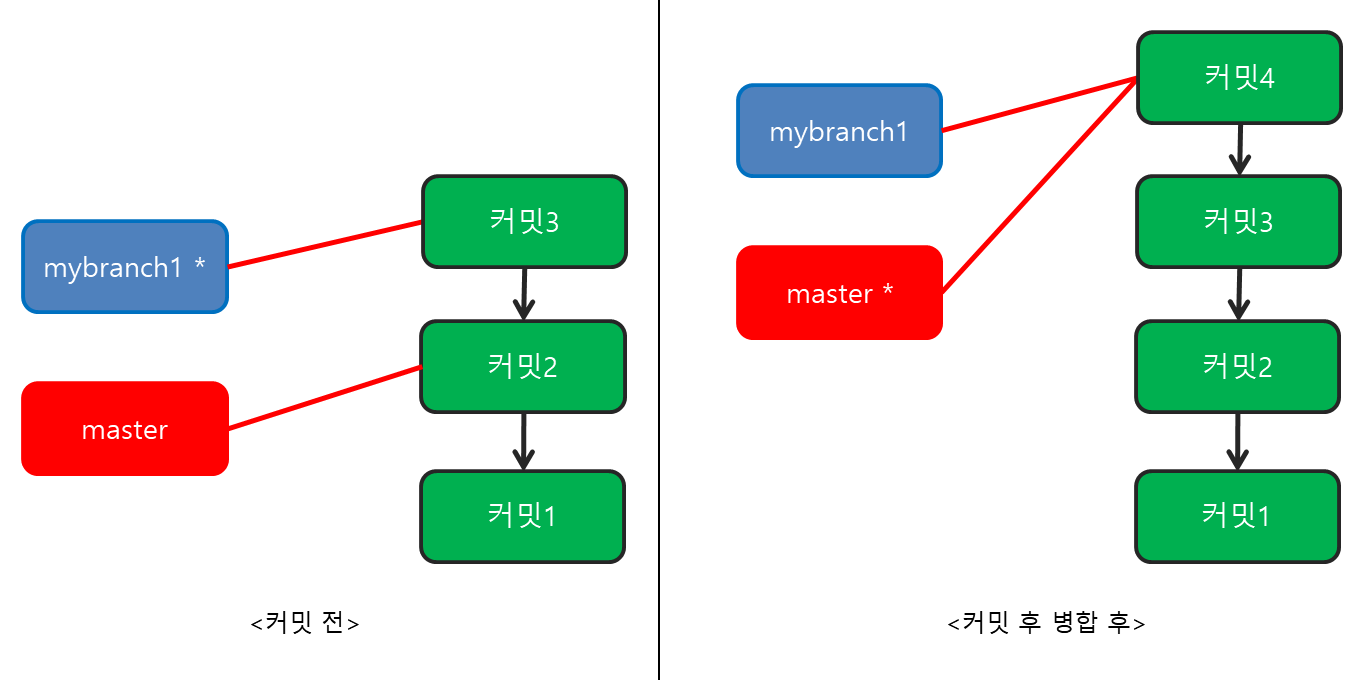 커밋3
mybranch1 *
커밋2
master
커밋1
<커밋 전>
커밋4
mybranch1
커밋3
master *
커밋2
커밋1
<커밋 후 병합 후>